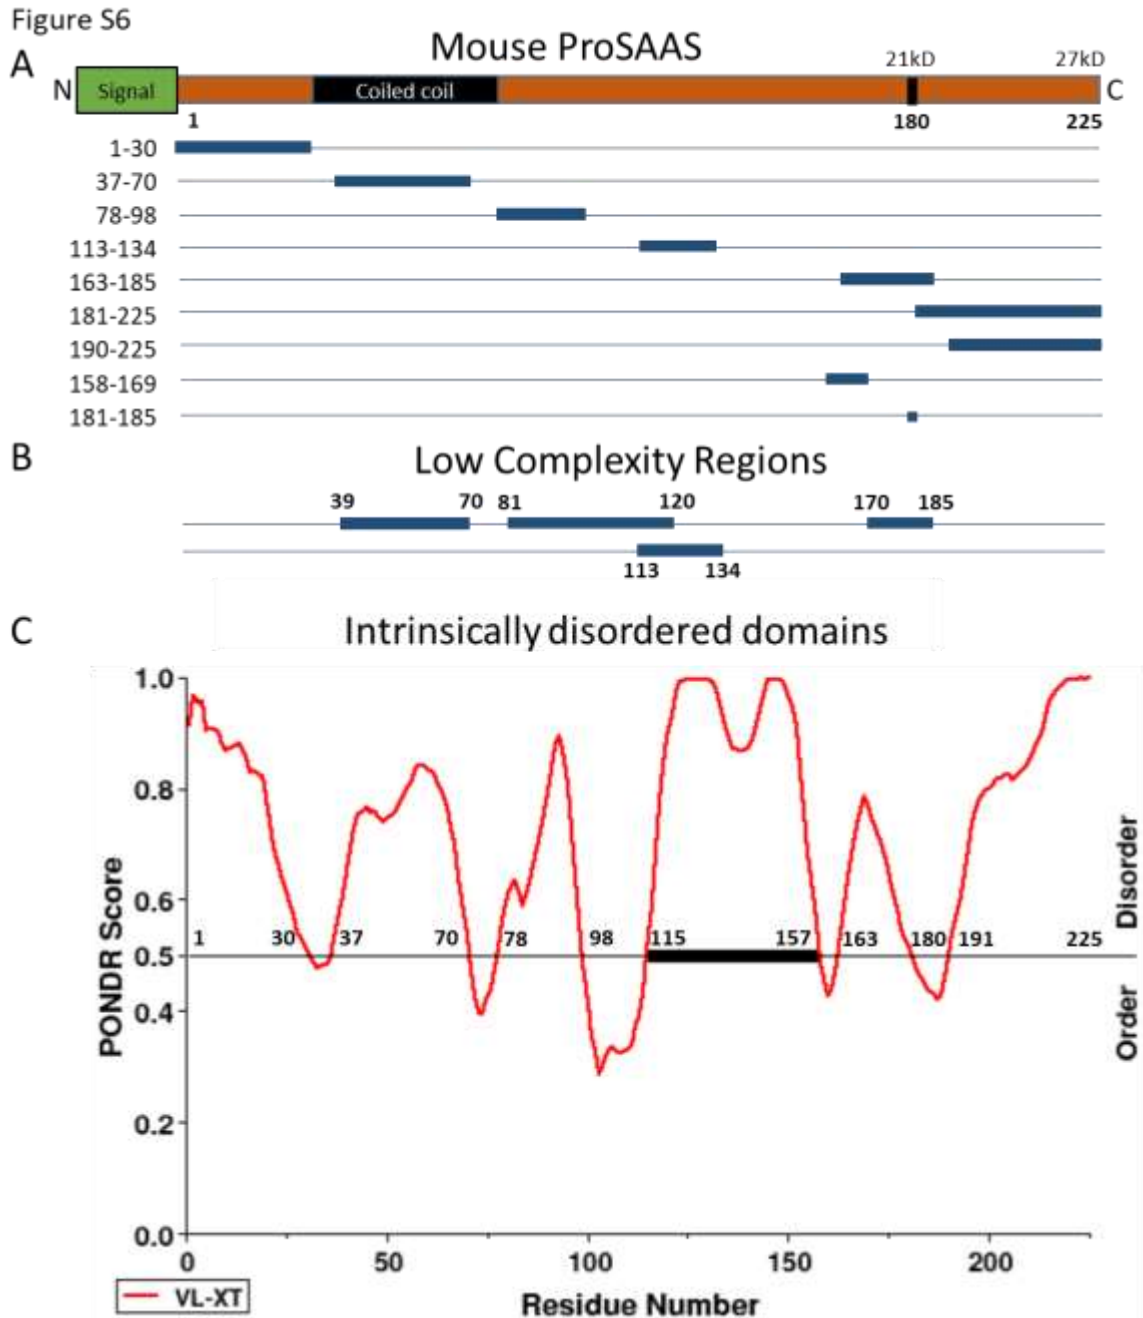 Figure S6
A
Mouse ProSAAS
21kD 27kD
N Signal Coiled coil C
1 180 225
1-30
37-70
78-98
113-134
163-185
181-225
190-225
158-169
181-185
B
Low Complexity Regions
39 70 81 120 170 185
113 134
C
Intrinsically disordered domains
1.0
0.8
0.6
0.5
0.4
0.2
0.0
PONDR Score
1 30 37 70 78 98 115 157 163 180 191 225
Disorder
Order
0 50 100 150 200
VL-XT
Residue Number